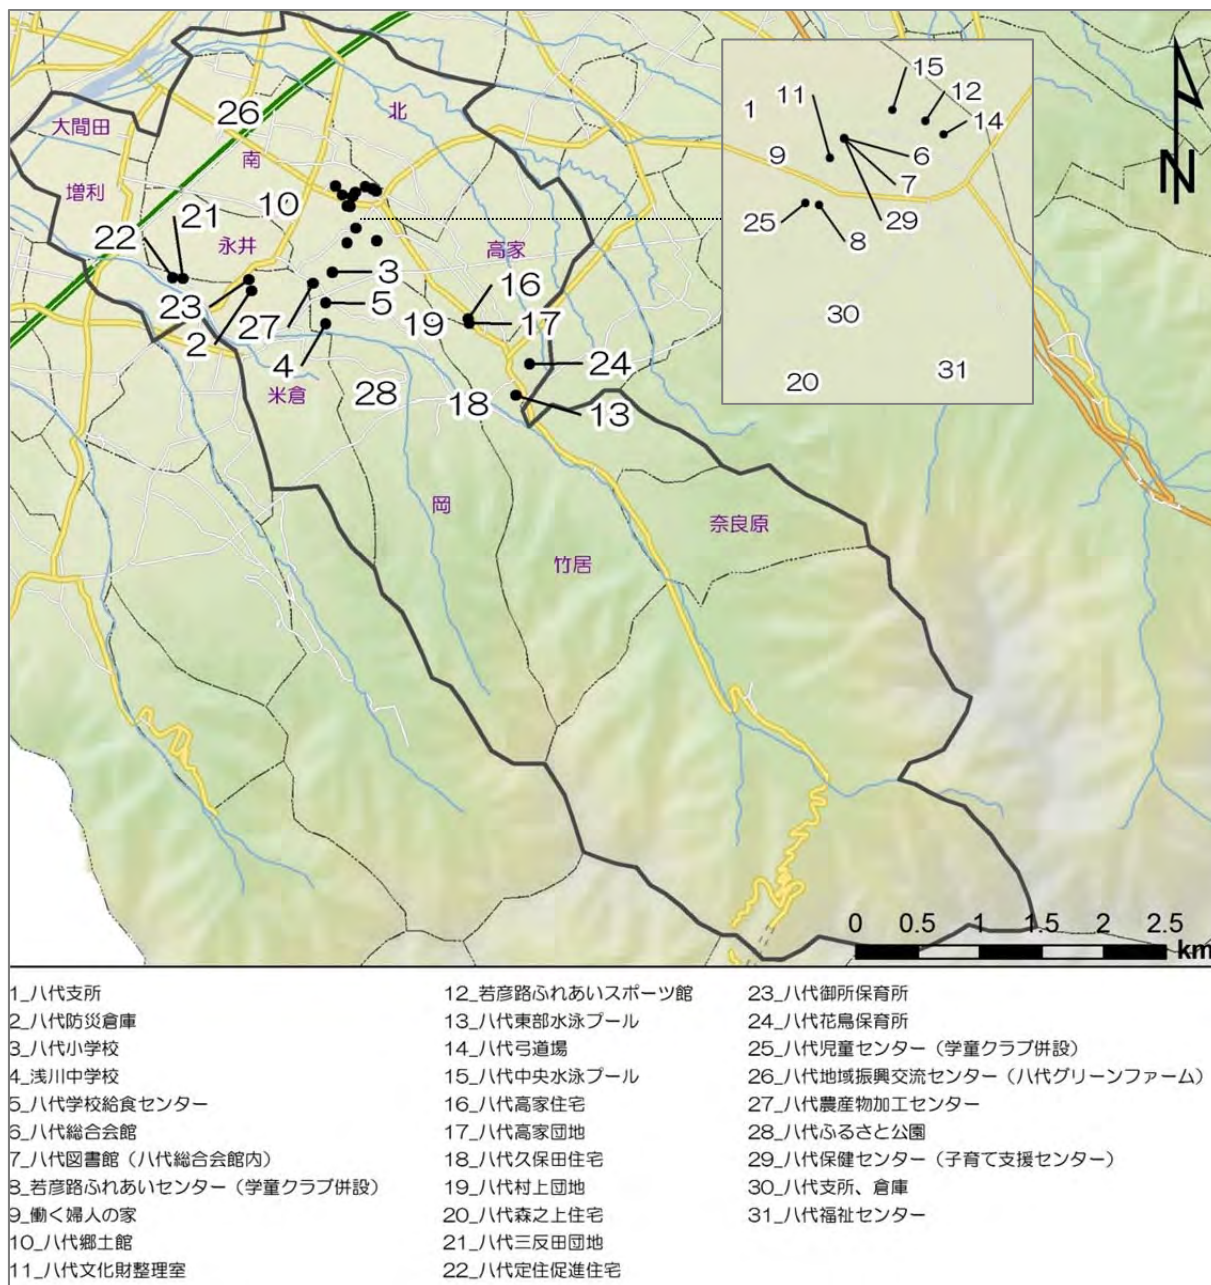 大間田
北
26
南
増利
10
22
21
永井
高家
3
16
23
27
5
19
17
2
4
24
米倉
28
18
13
岡
奈良原
竹居
15
11
12
1
14
9
6
7
25
8
29
30
20
31
N
0 0.5 1 1.5 2 2.5
km
1_八代支所
2_八代防災倉庫
3_八代小学校
4_浅川中学校
5_八代学校給食センター
6_八代総合会館
7_八代図書館（八代総合会館内）
8_若彦路ふれあいセンター（学童クラブ併設）
9_働く婦人の家
10_八代郷土館
11_八代文化財整理室
12_若彦路ふれあいスポーツ館
13_八代東部水泳プール
14_八代弓道場
15_八代中央水泳プール
16_八代高家住宅
17_八代高家団地
18_八代久保田住宅
19_八代村上団地
20_八代森之上住宅
21_八代三反田団地
22_八代定住促進住宅
23_八代御所保育所
24_八代花鳥保育所
25_八代児童センター（学童クラブ併設）
26_八代地域振興交流センター（八代グリーンファーム）
27_八代農産物加工センター
28_八代ふるさと公園
29_八代保健センター（子育て支援センター）
30_八代支所、倉庫
31_八代福祉センター